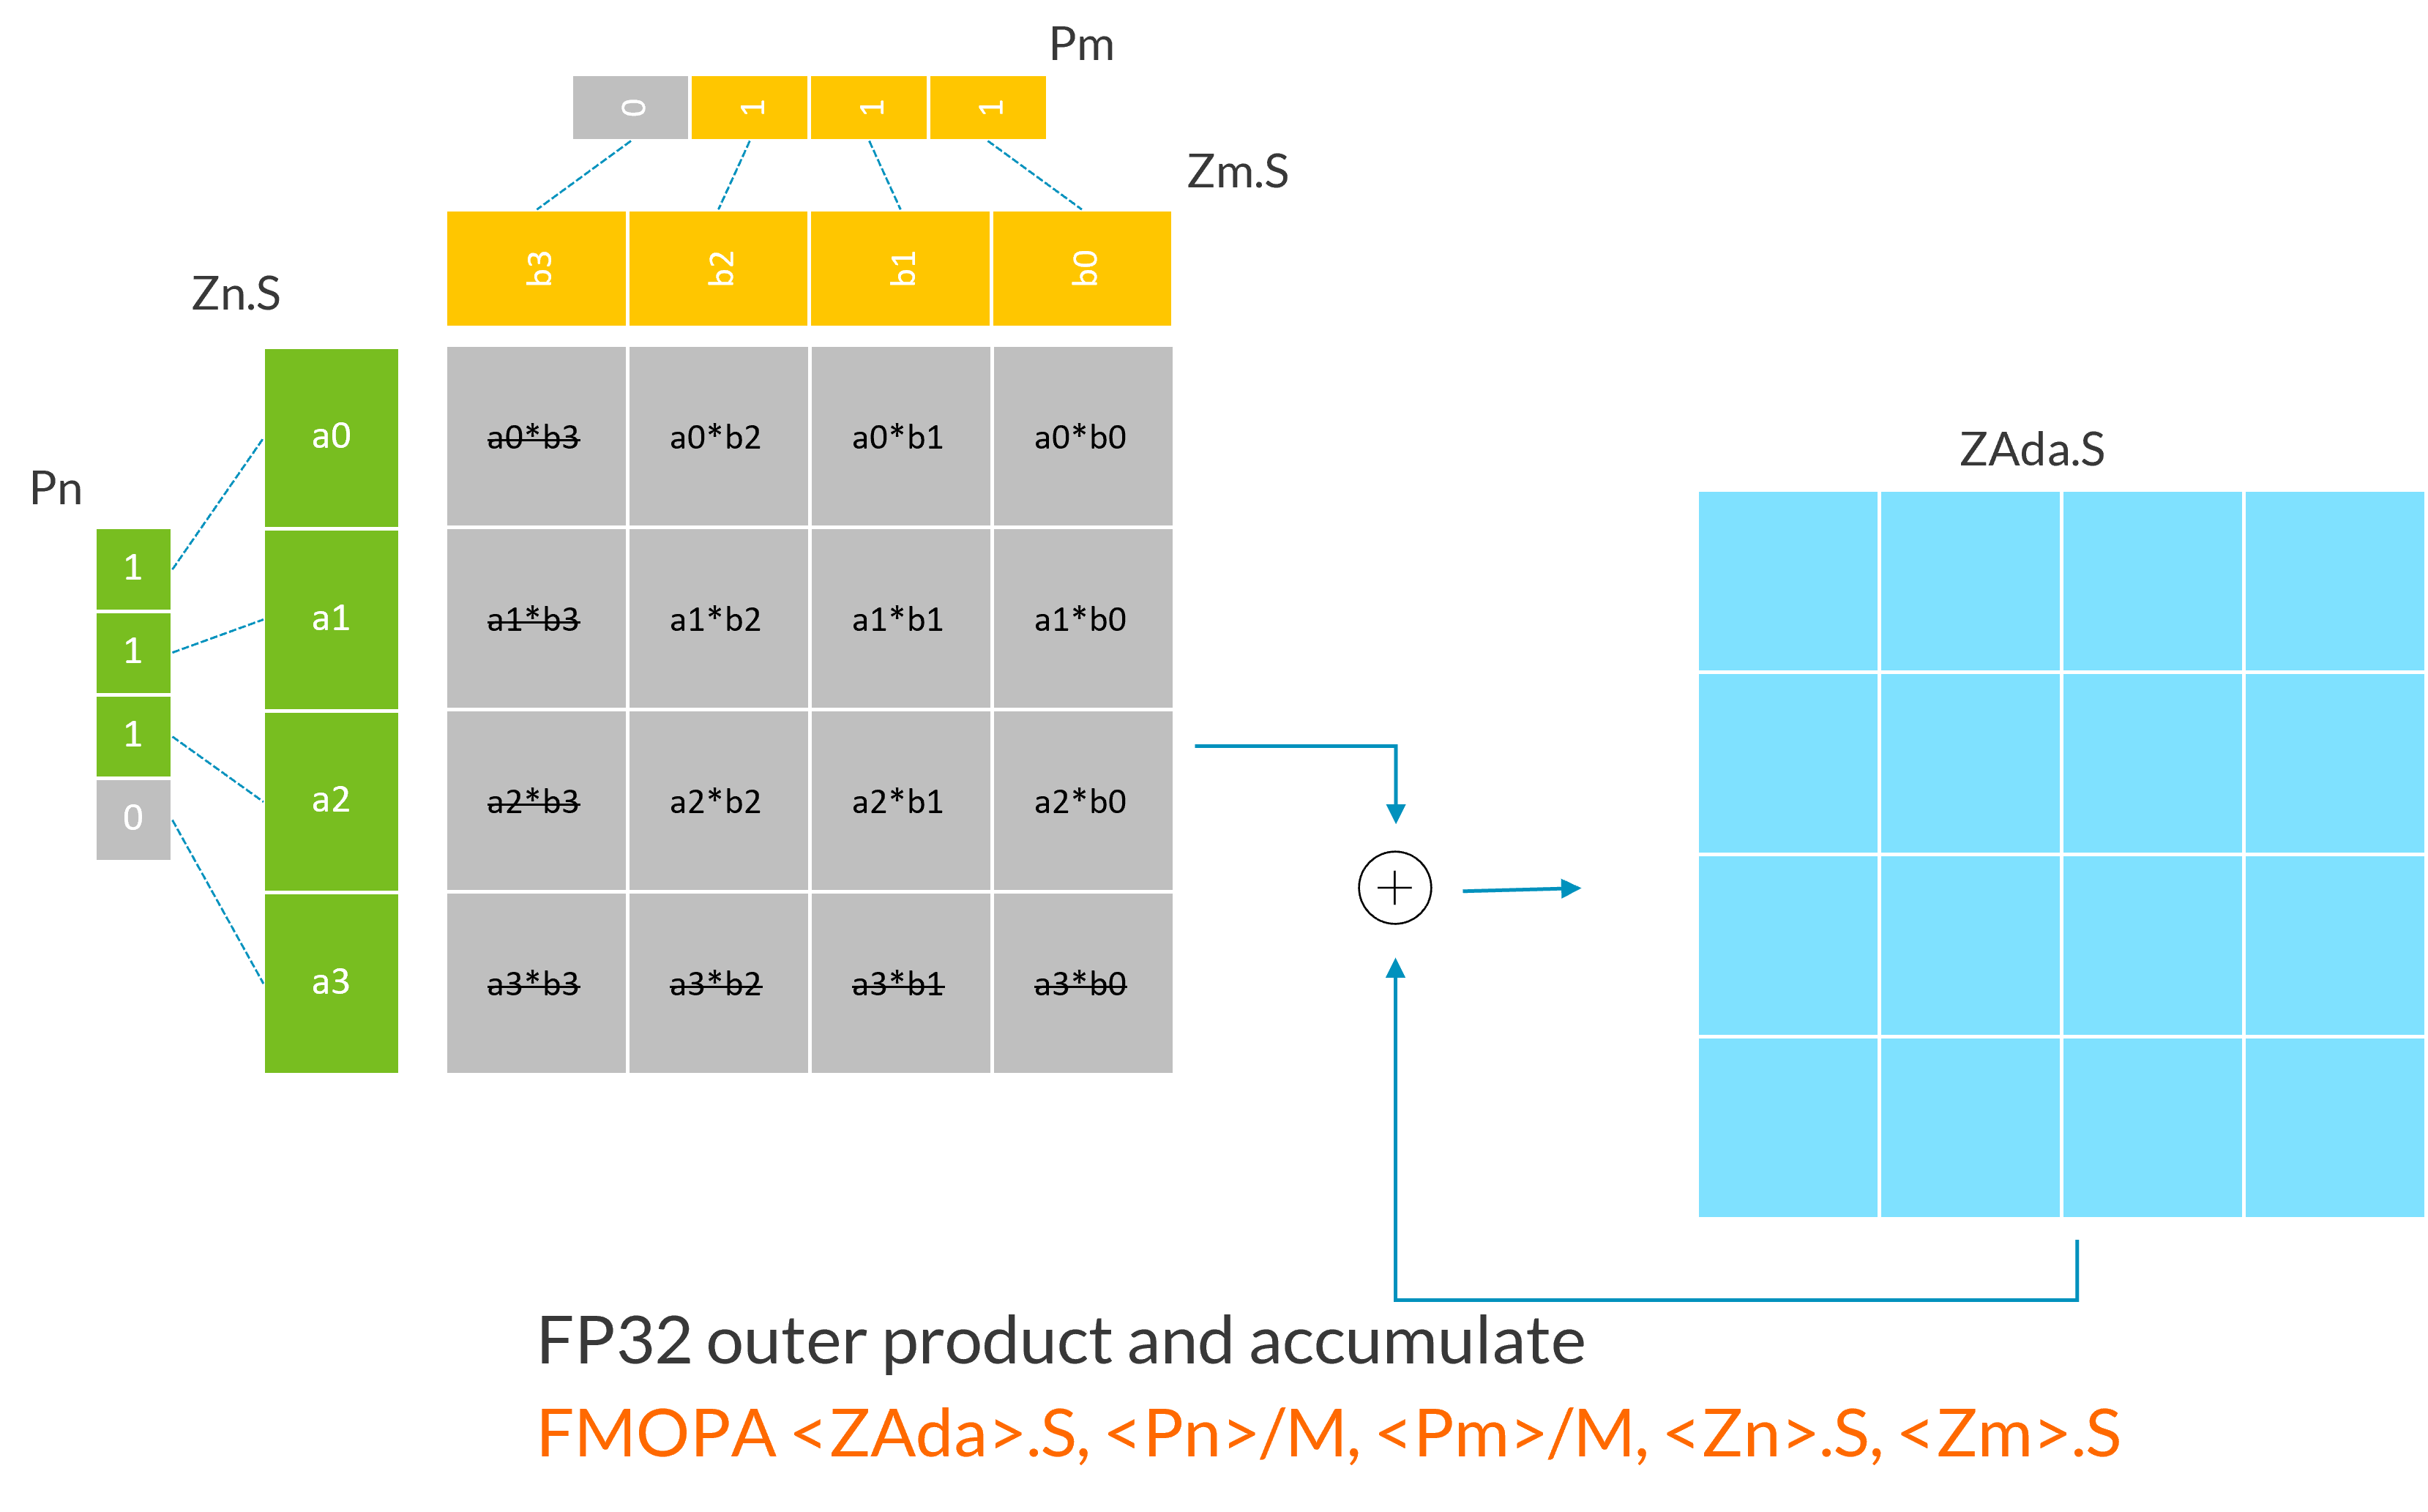 Pm
0 1 1 1
Zm.S
b3 b2 b1 b0
Zn.S
Pn
1
1
1
0
a0
a1
a2
a3
a0*b3 a0*b2 a0*b1 a0*b0
a1*b3 a1*b2 a1*b1 a1*b0
a2*b3 a2*b2 a2*b1 a2*b0
a3*b3 a3*b2 a3*b1 a3*b0
ZAda.S
FP32 outer product and accumulate
FMOPA <ZAda>.S, <Pn>/M, <Pm>/M, <Zn>.S, <Zm>.S